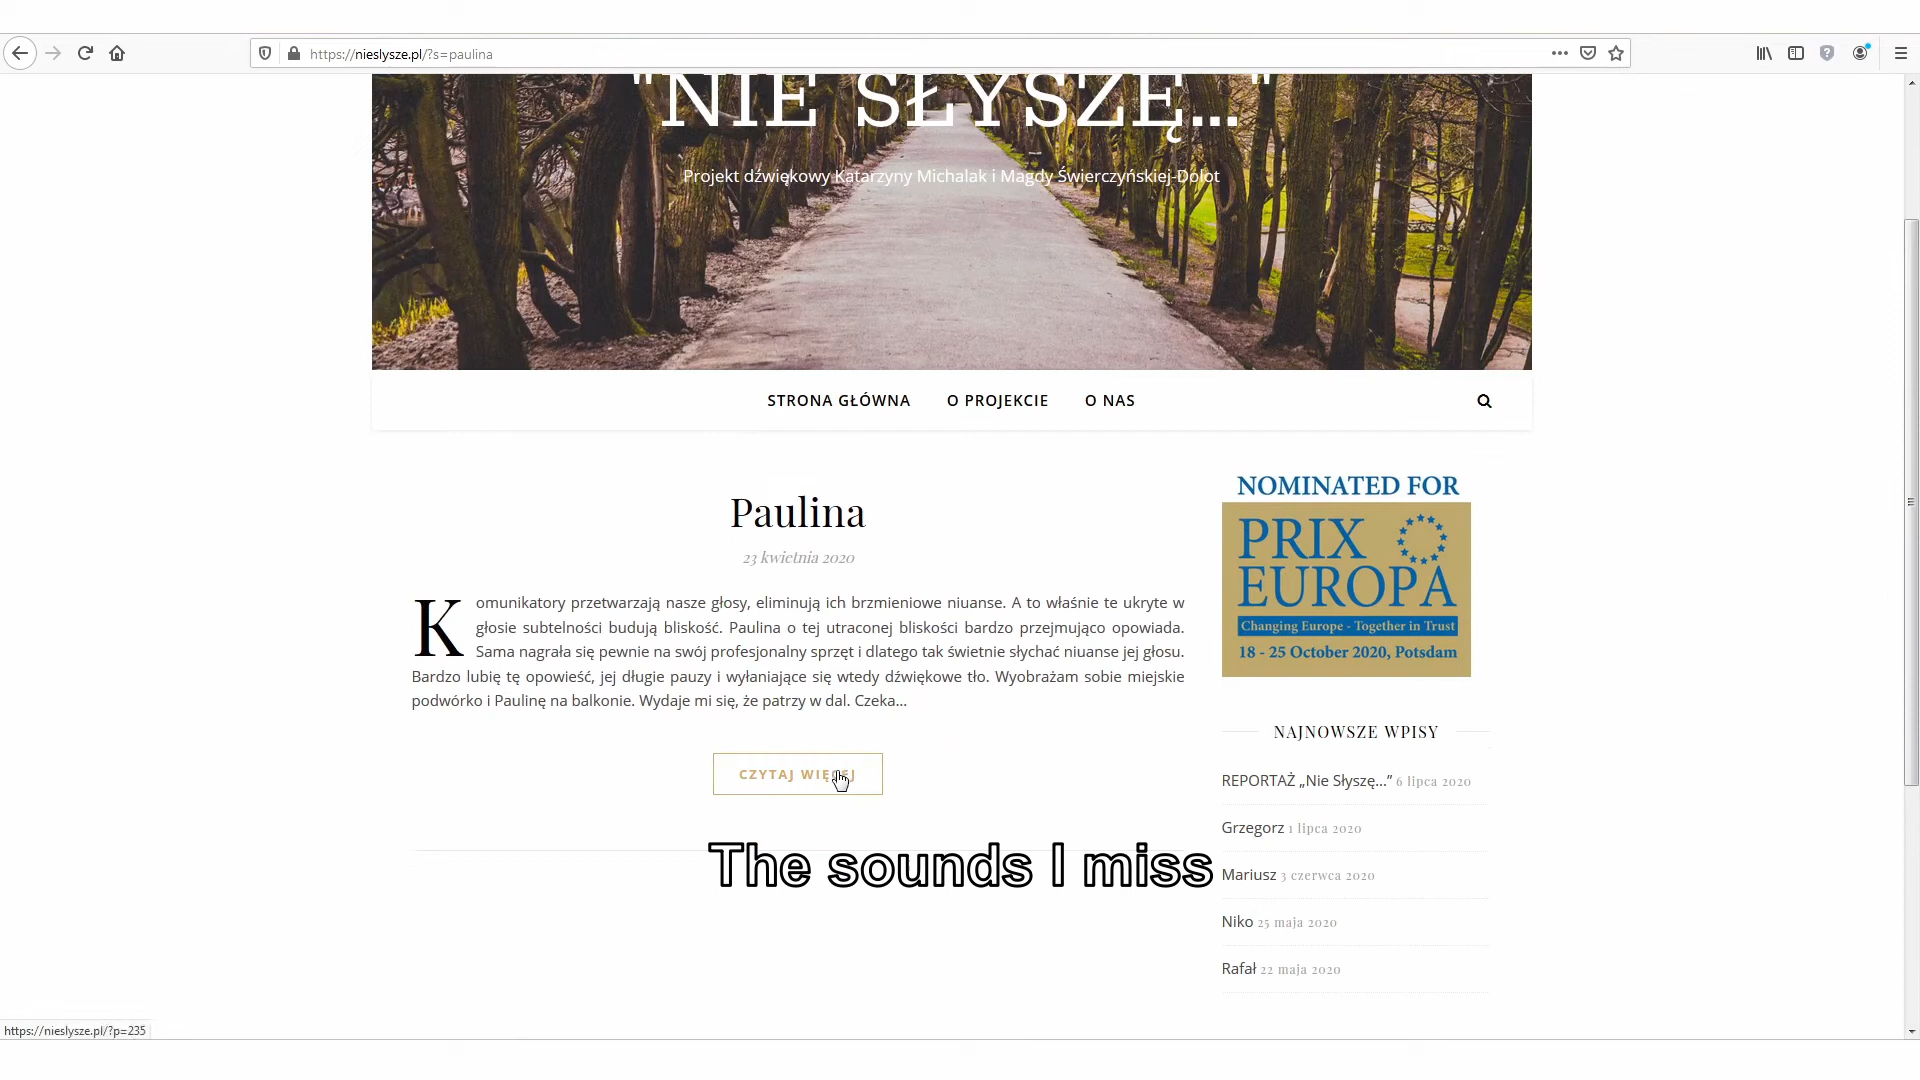 https://nieslysze.pl/?s=paulina
"NIE SŁYSZĘ…"
Projekt dźwiękowy Katarzyny Michalak i Magdy Świerczyńskiej-Dolot
STRONA GŁÓWNA O PROJEKCIE O NAS
Paulina
23 kwietnia 2020
Komunikatory przetwarzają nasze głosy, eliminują ich brzmieniowe niuanse. A to właśnie te ukryte w
głosie subtelności budują bliskość. Paulina o tej utraconej bliskości bardzo przejmująco opowiada.
Sama nagrała się pewnie na swój profesjonalny sprzęt i dlatego tak świetnie słychać niuanse jej głosu.
Bardzo lubię tę opowieść, jej długie pauzy i wyłaniające się wtedy dźwiękowe tło. Wyobrażam sobie miejskie
podwórko i Paulinę na balkonie. Wydaje mi się, że patrzy w dal. Czeka…
CZYTAJ WIĘCEJ
The sounds I miss
NOMINATED FOR
PRIX
EUROPA
Changing Europe - Together in Trust
18 - 25 October 2020, Potsdam
NAJNOWSZE WPISY
REPORTAŻ „Nie Słyszę…” 6 lipca 2020
Grzegorz 1 lipca 2020
Mariusz 3 czerwca 2020
Niko 25 maja 2020
Rafał 22 maja 2020
https://nieslysze.pl/?p=235